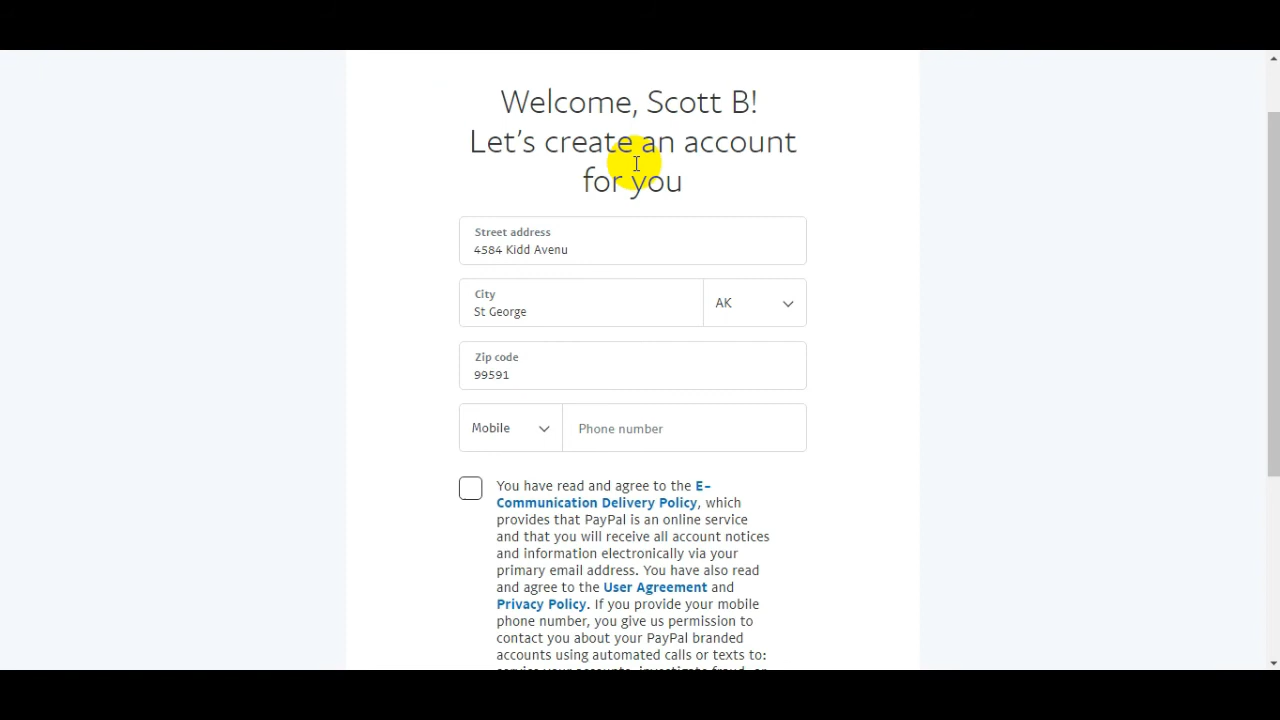 Welcome, Scott B!
Let's create an account
for you
Street address
4584 Kidd Avenu
City
St George
AK
Zip code
99591
Mobile
Phone number
You have read and agree to the E-
Communication Delivery Policy, which
provides that PayPal is an online service
and that you will receive all account notices
and information electronically via your
primary email address. You have also read
and agree to the User Agreement and
Privacy Policy. If you provide your mobile
phone number, you give us permission to
contact you about your PayPal branded
accounts using automated calls or texts to: